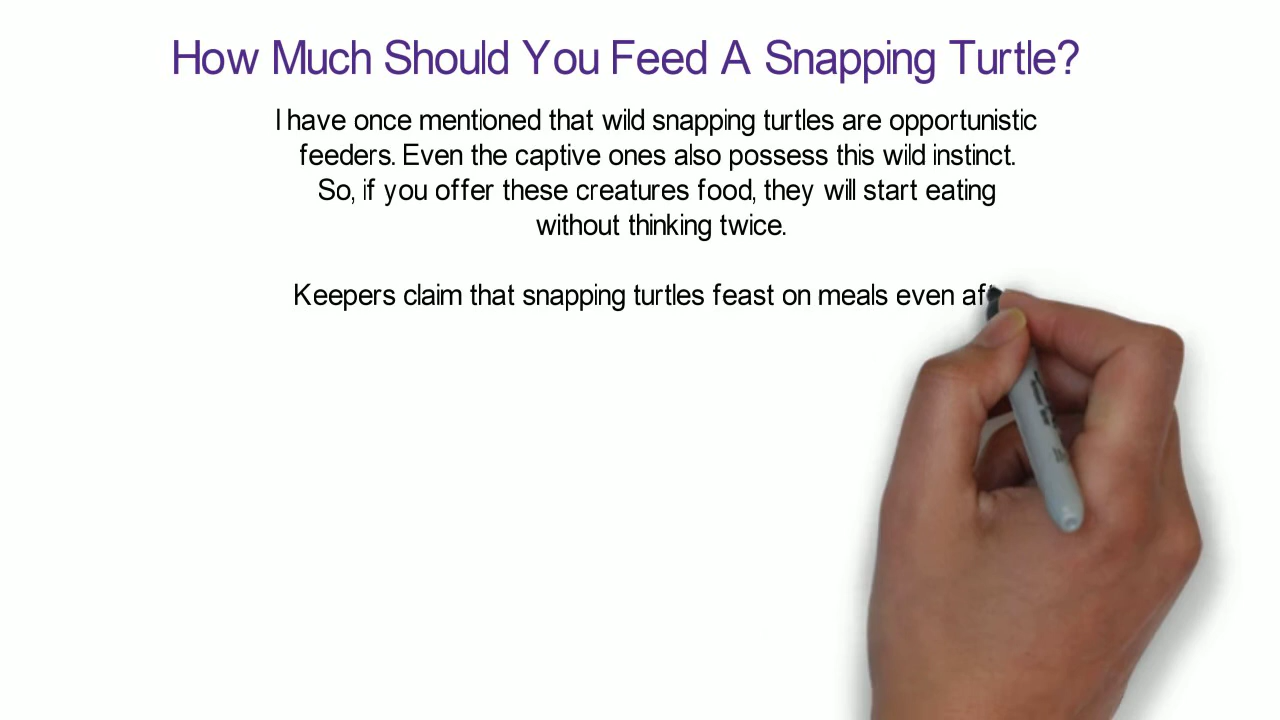 How Much Should You Feed A Snapping Turtle?
I have once mentioned that wild snapping turtles are opportunistic
feeders. Even the captive ones also possess this wild instinct.
So, if you offer these creatures food, they will start eating
without thinking twice.
Keepers claim that snapping turtles feast on meals even